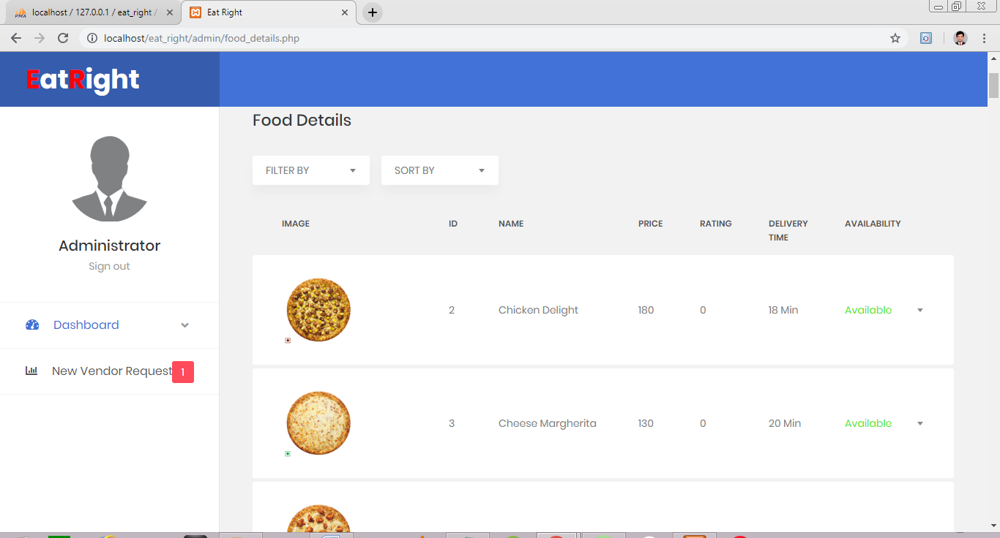 PMA localhost / 127.0.0.1 / eat_right /
Eat Right
localhost/eat_right/admin/food_details.php
EatRight
Food Details
FILTER BY
SORT BY
Administrator
Sign out
Dashboard
New Vendor Request 1
IMAGE ID NAME PRICE RATING DELIVERY TIME AVAILABILITY
2 Chicken Delight 180 0 18 Min Available
3 Cheese Margherita 130 0 20 Min Available